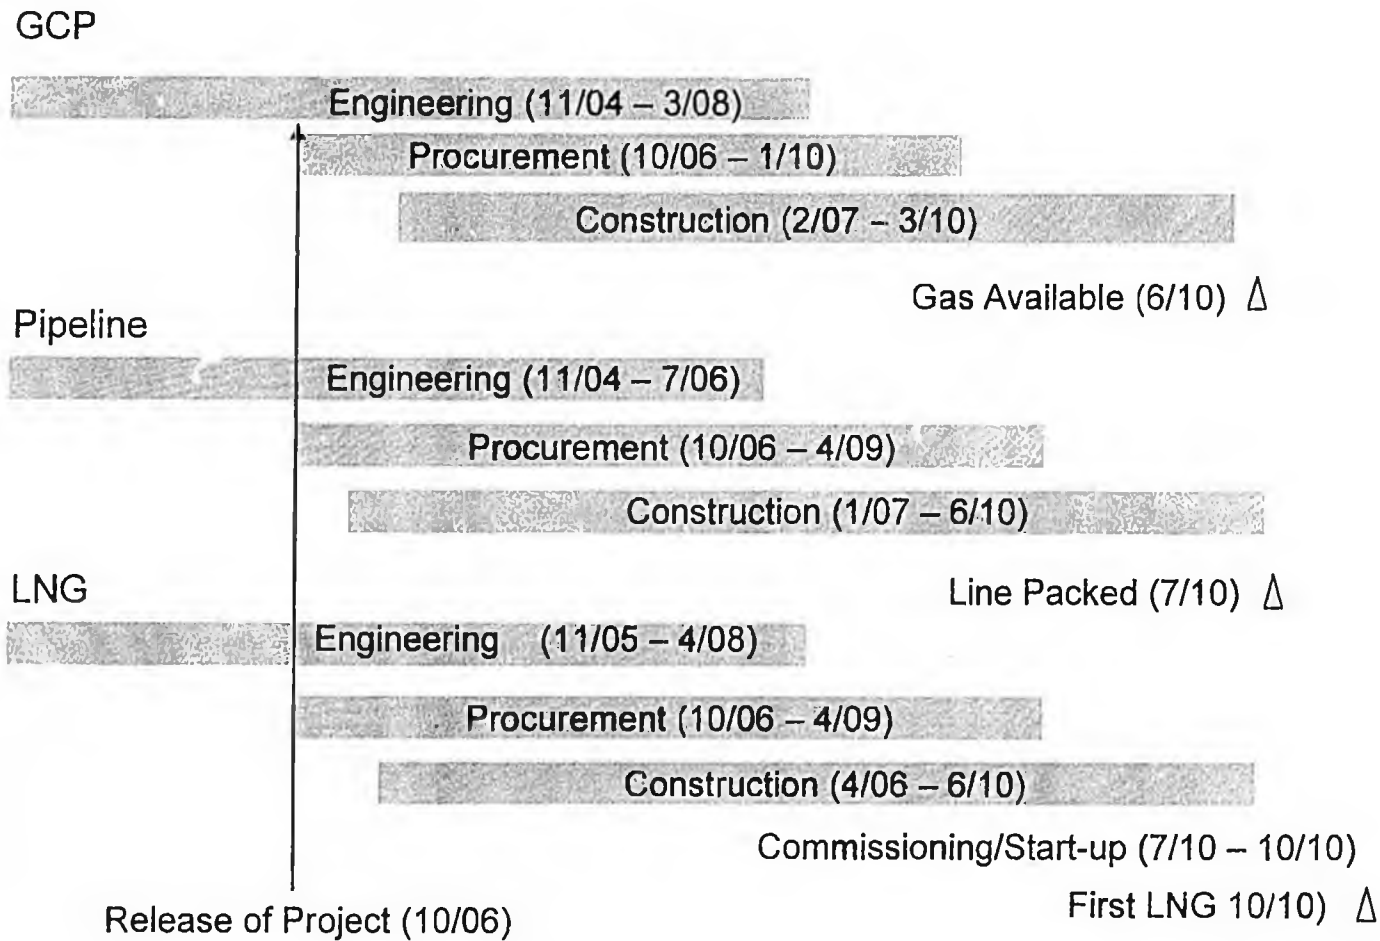 GCP
Engineering (11/04 – 3/08)
Procurement (10/06 – 1/10)
Construction (2/07 – 3/10)
Gas Available (6/10)
Pipeline
Engineering (11/04 – 7/06)
Procurement (10/06 – 4/09)
Construction (1/07 – 6/10)
Line Packed (7/10)
LNG
Engineering (11/05 – 4/08)
Procurement (10/06 – 4/09)
Construction (4/06 – 6/10)
Commissioning/Start-up (7/10 – 10/10)
First LNG 10/10)
Release of Project (10/06)